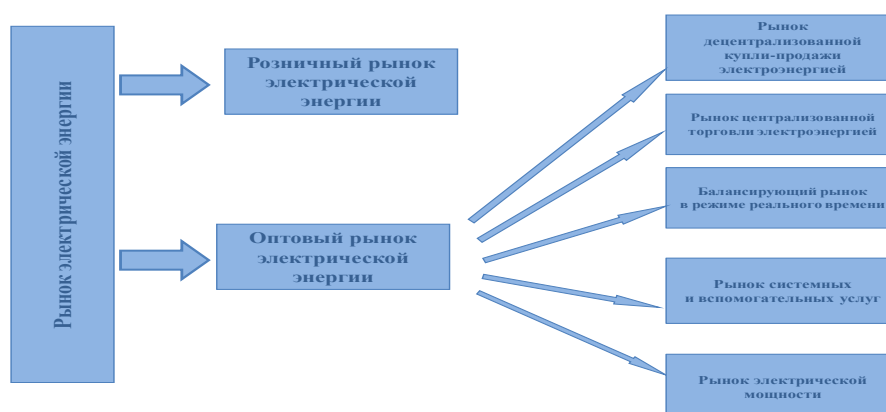 Рынок электрической энергии
Розничный рынок
электрической
энергии
Оптовый рынок
электрической
энергии
Рынок
децентрализованной
купли-продажи
электроэнергией
Рынок централизованной
торговли электроэнергией
Балансирующий рынок
в режиме реального времени
Рынок системных
и вспомогательных услуг
Рынок электрической
мощности